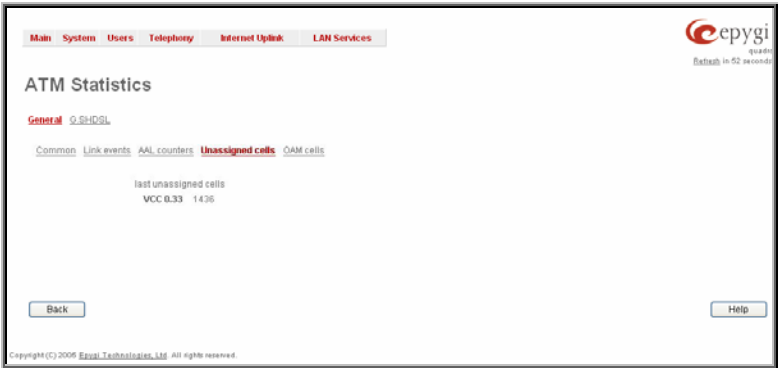 Main System Users Telephony Internet Uplink LAN Services
epygi
quadro
Refresh in 52 seconds
ATM Statistics
General G.SHDSL
Common Link events AAL counters Unassigned cells OAM cells
last unassigned cells
VCC 0.33 1436
Back
Help
Copyright (C) 2005 Epygi Technologies, Ltd. All rights reserved.